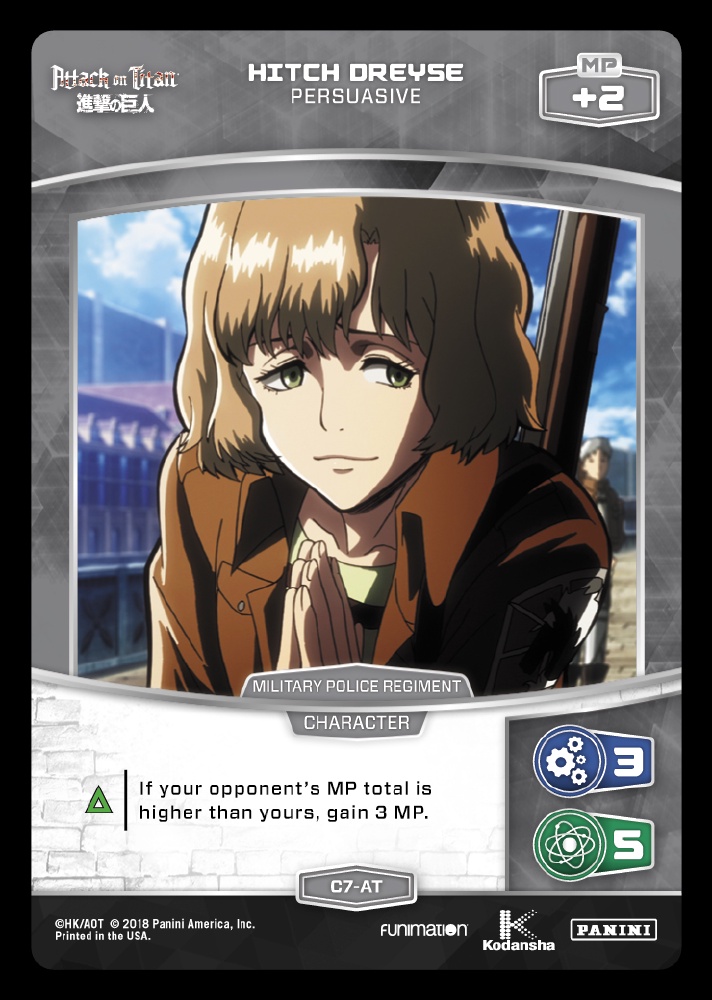 Attack on Titan
進撃の巨人
HITCH DREYSE
PERSUASIVE
MP
+2
MILITARY POLICE REGIMENT
CHARACTER
If your opponent's MP total is
higher than yours, gain 3 MP.
3
5
C7-AT
©HK/AOT © 2018 Panini America, Inc.
Printed in the USA.
FUNIMATION
K
Kodansha
PANINI